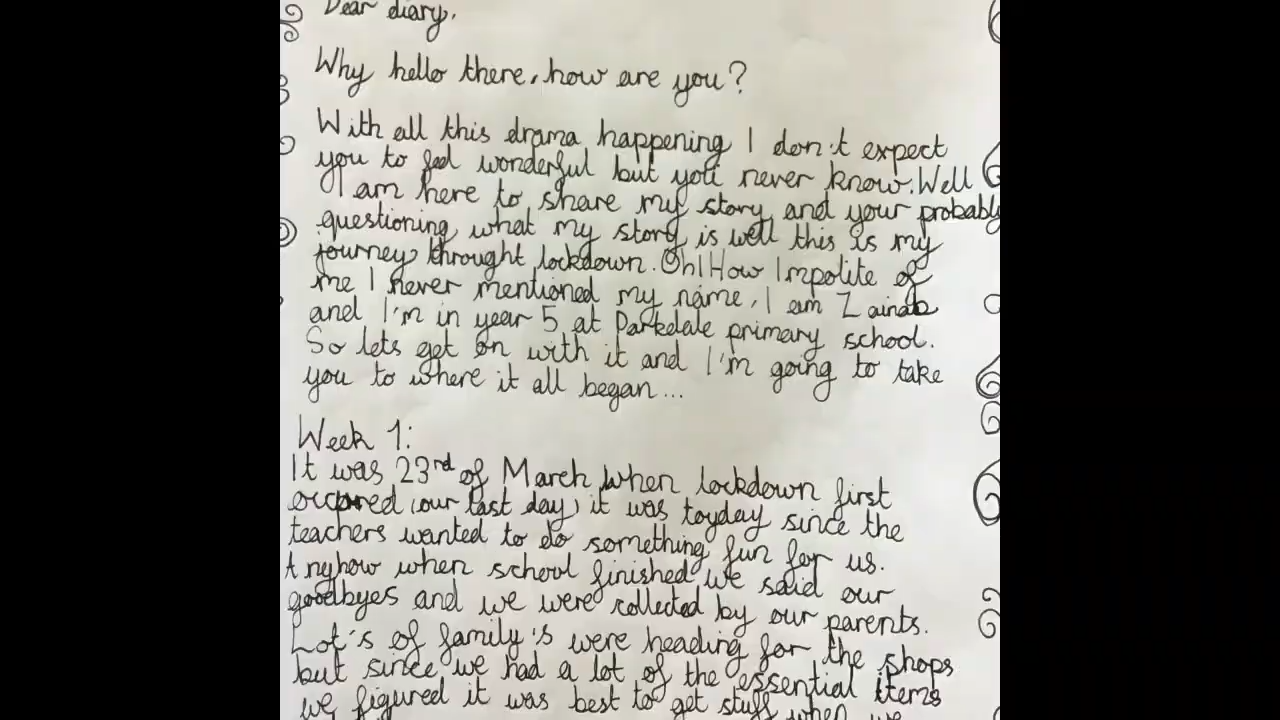 Dear diary,
Why hello there, how are you?
With all this drama happening I don't expect
you to feel wonderful but you never know. Well
I am here to share my story and your probably
questioning what my story is well this is my
journey throught lockdown. Oh! How Impolite of
me I never mentioned my name, I am Zainab
and I'm in year 5 at Parkdale primary school.
So lets get on with it and I'm going to take
you to where it all began...
Week 1:
It was 23rd of March when lockdown first
occured (our last day) it was toyday since the
teachers wanted to do something fun for us.
Anyhow when school finished we said our
goodbyes and we were collected by our parents.
Lot's of family's were heading for the shops
but since we had a lot of the essential items
we figured it was best to get stuff when we